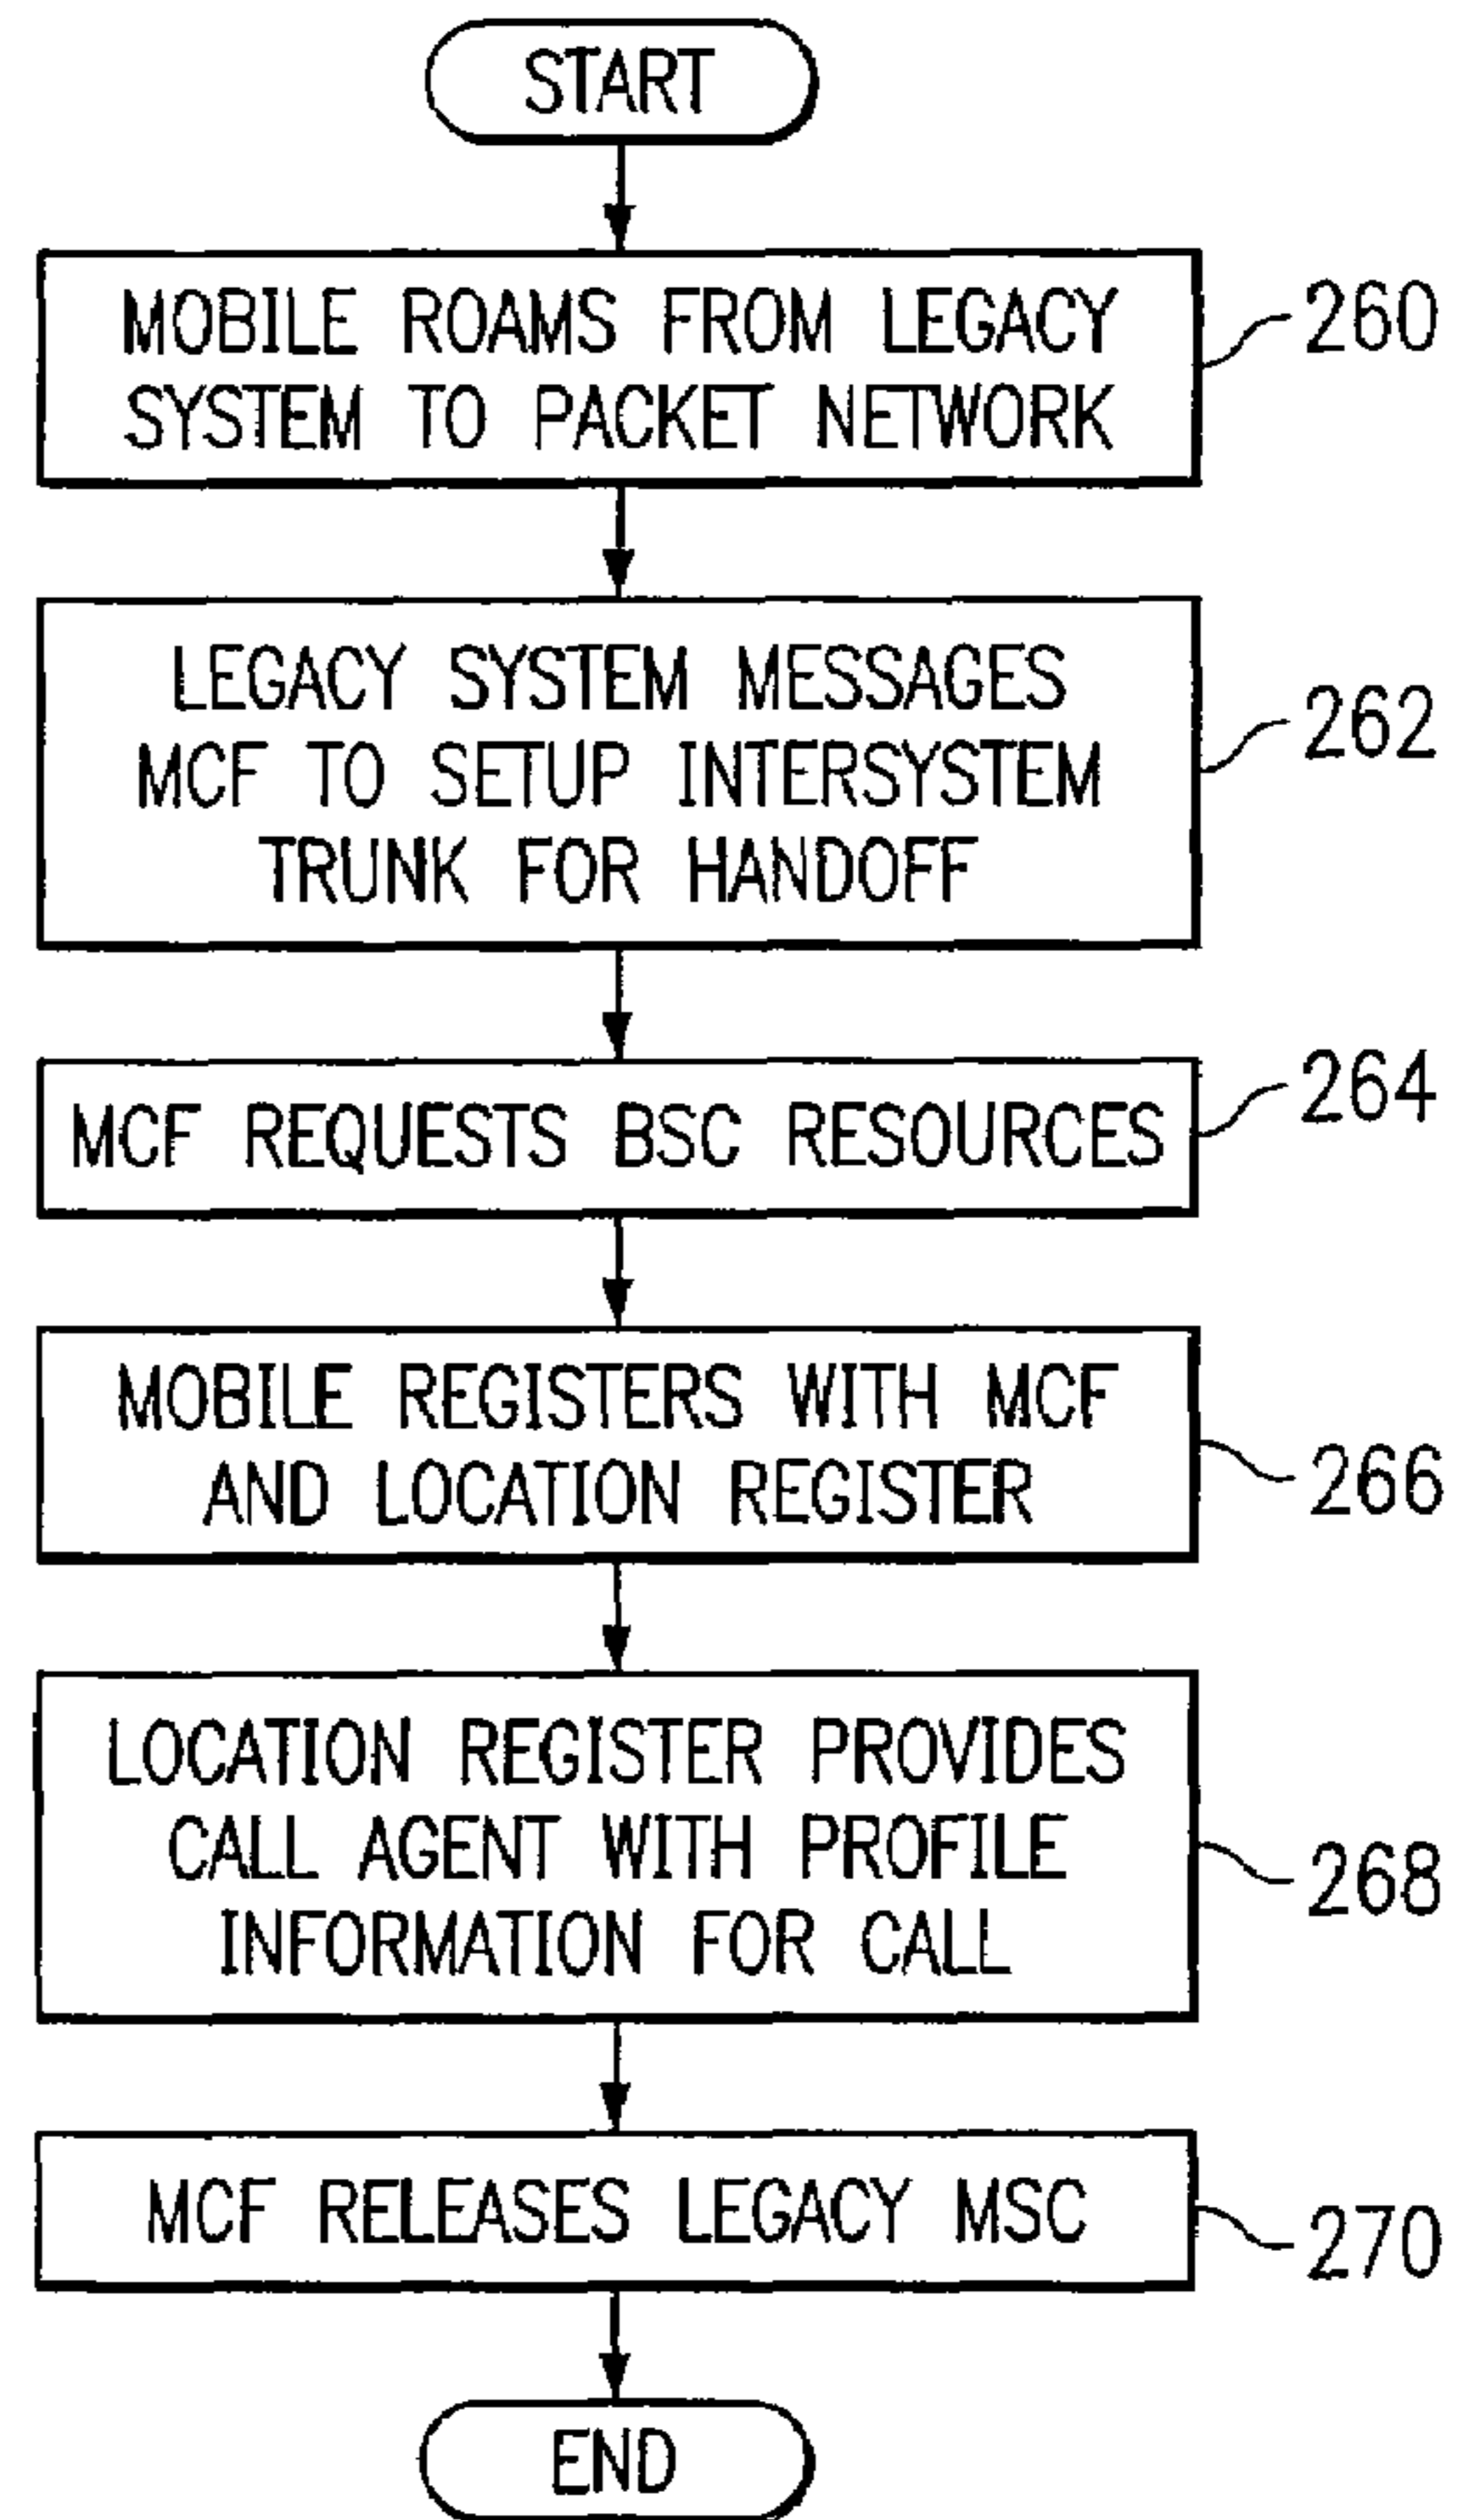 START
MOBILE ROAMS FROM LEGACY
SYSTEM TO PACKET NETWORK
260
LEGACY SYSTEM MESSAGES
MCF TO SETUP INTERSYSTEM
TRUNK FOR HANDOFF
262
MCF REQUESTS BSC RESOURCES
264
MOBILE REGISTERS WITH MCF
AND LOCATION REGISTER
266
LOCATION REGISTER PROVIDES
CALL AGENT WITH PROFILE
INFORMATION FOR CALL
268
MCF RELEASES LEGACY MSC
270
END